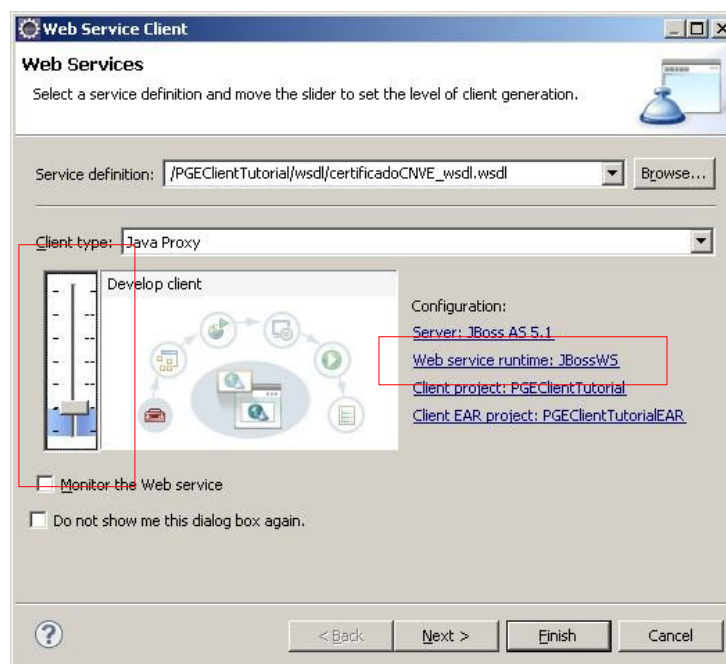 Web Service Client
Web Services
Select a service definition and move the slider to set the level of client generation.
Service definition: /PGEClientTutorial/wsdl/certificadoCNVE_wsdl.wsdl Browse...
Client type: Java Proxy
Develop client
Configuration:
Server: JBoss AS 5.1
Web service runtime: JBossWS
Client project: PGEClientTutorial
Client EAR project: PGEClientTutorialEAR
Monitor the Web service
Do not show me this dialog box again.
? < Back Next > Finish Cancel